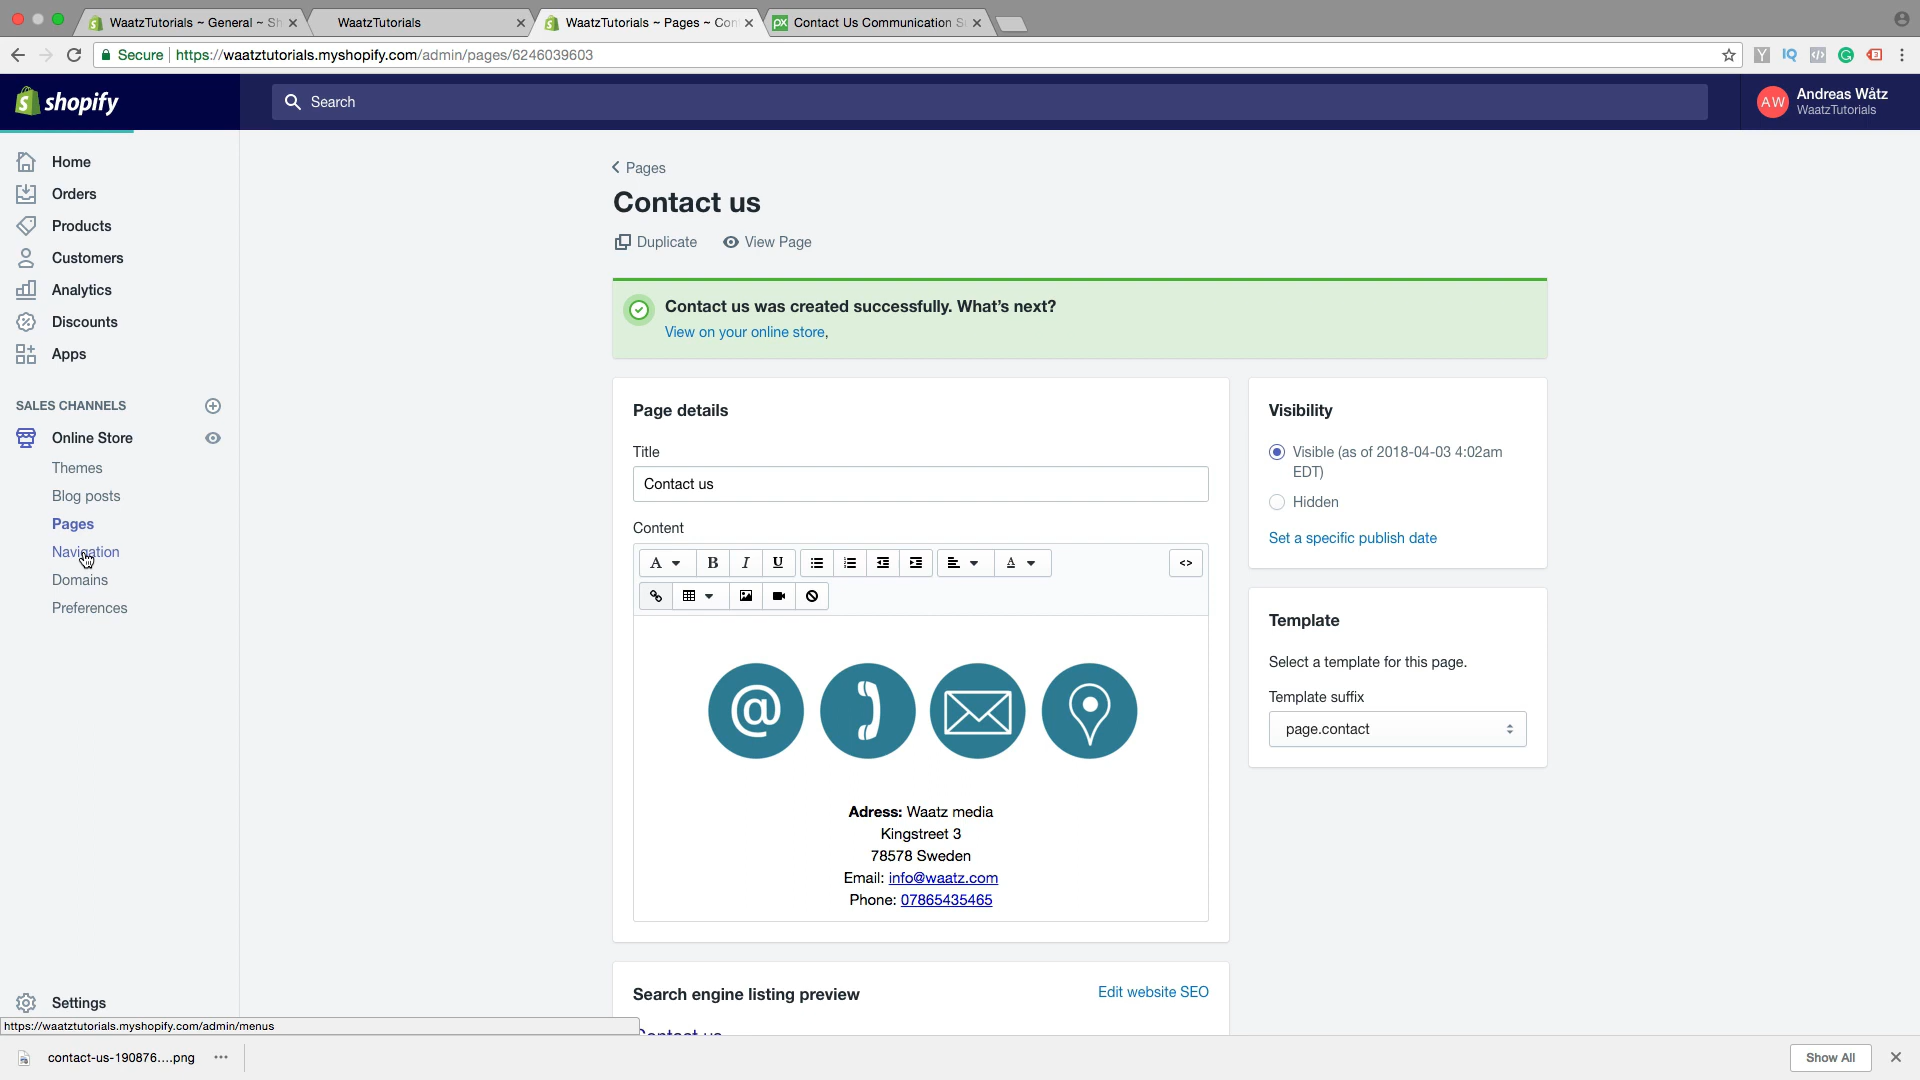 WaatzTutorials ~ General ~ Sh
WaatzTutorials
WaatzTutorials ~ Pages ~ Con
Contact Us Communication S
Secure
https://waatztutorials.myshopify.com/admin/pages/6246039603
shopify
Search
AW
Andreas Wåtz
WaatzTutorials
Home
Orders
Products
Customers
Analytics
Discounts
Apps
SALES CHANNELS
Online Store
Themes
Blog posts
Pages
Navigation
Domains
Preferences
Settings
Pages
Contact us
Duplicate
View Page
Contact us was created successfully. What's next?
View on your online store,
Page details
Title
Contact us
Content
A B I U A <>
@
Adress: Waatz media
Kingstreet 3
78578 Sweden
Email: info@waatz.com
Phone: 07865435465
Search engine listing preview
Edit website SEO
Contact us
Visibility
Visible (as of 2018-04-03 4:02am
EDT)
Hidden
Set a specific publish date
Template
Select a template for this page.
Template suffix
page.contact
https://waatztutorials.myshopify.com/admin/menus
contact-us-190876....png
Show All